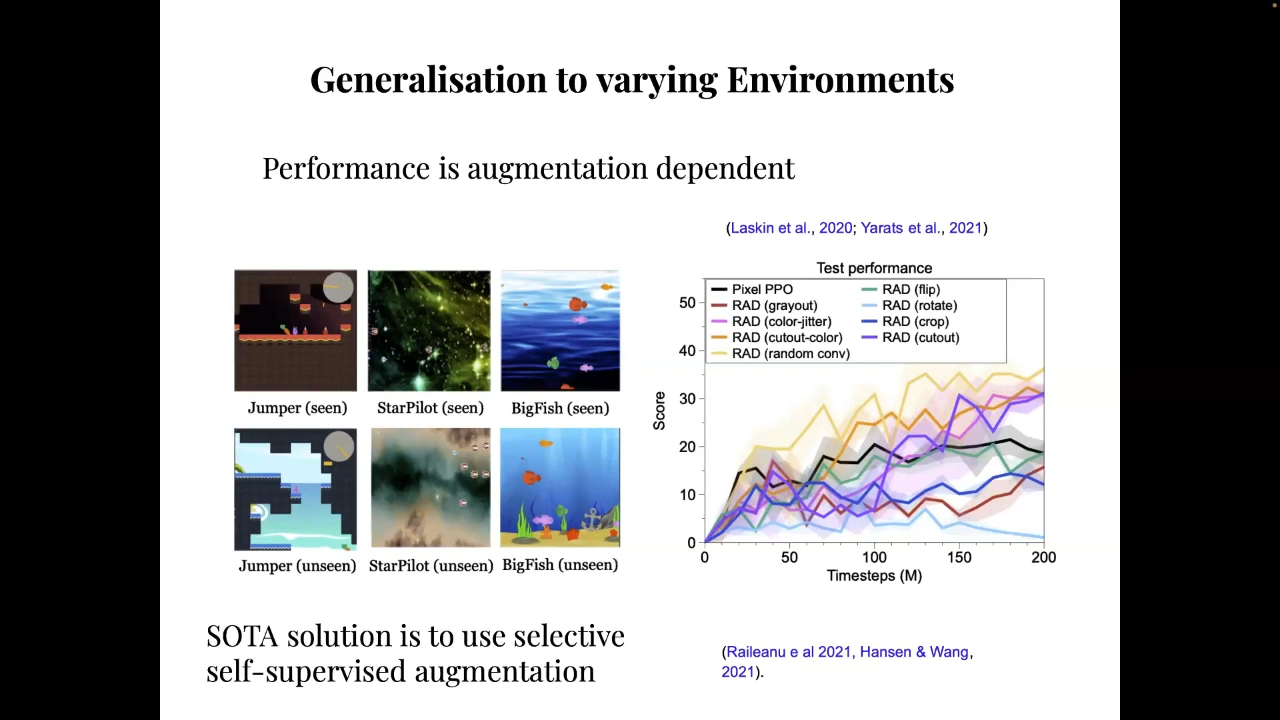 Generalisation to varying Environments
Performance is augmentation dependent
(Laskin et al., 2020; Yarats et al., 2021)
Jumper (seen)
StarPilot (seen)
BigFish (seen)
Jumper (unseen)
StarPilot (unseen)
BigFish (unseen)
Test performance
Pixel PPO
RAD (grayout)
RAD (color-jitter)
RAD (cutout-color)
RAD (random conv)
RAD (flip)
RAD (rotate)
RAD (crop)
RAD (cutout)
Score
50
40
30
20
10
0
0 50 100 150 200
Timesteps (M)
SOTA solution is to use selective
self-supervised augmentation
(Raileanu e al 2021, Hansen & Wang,
2021).